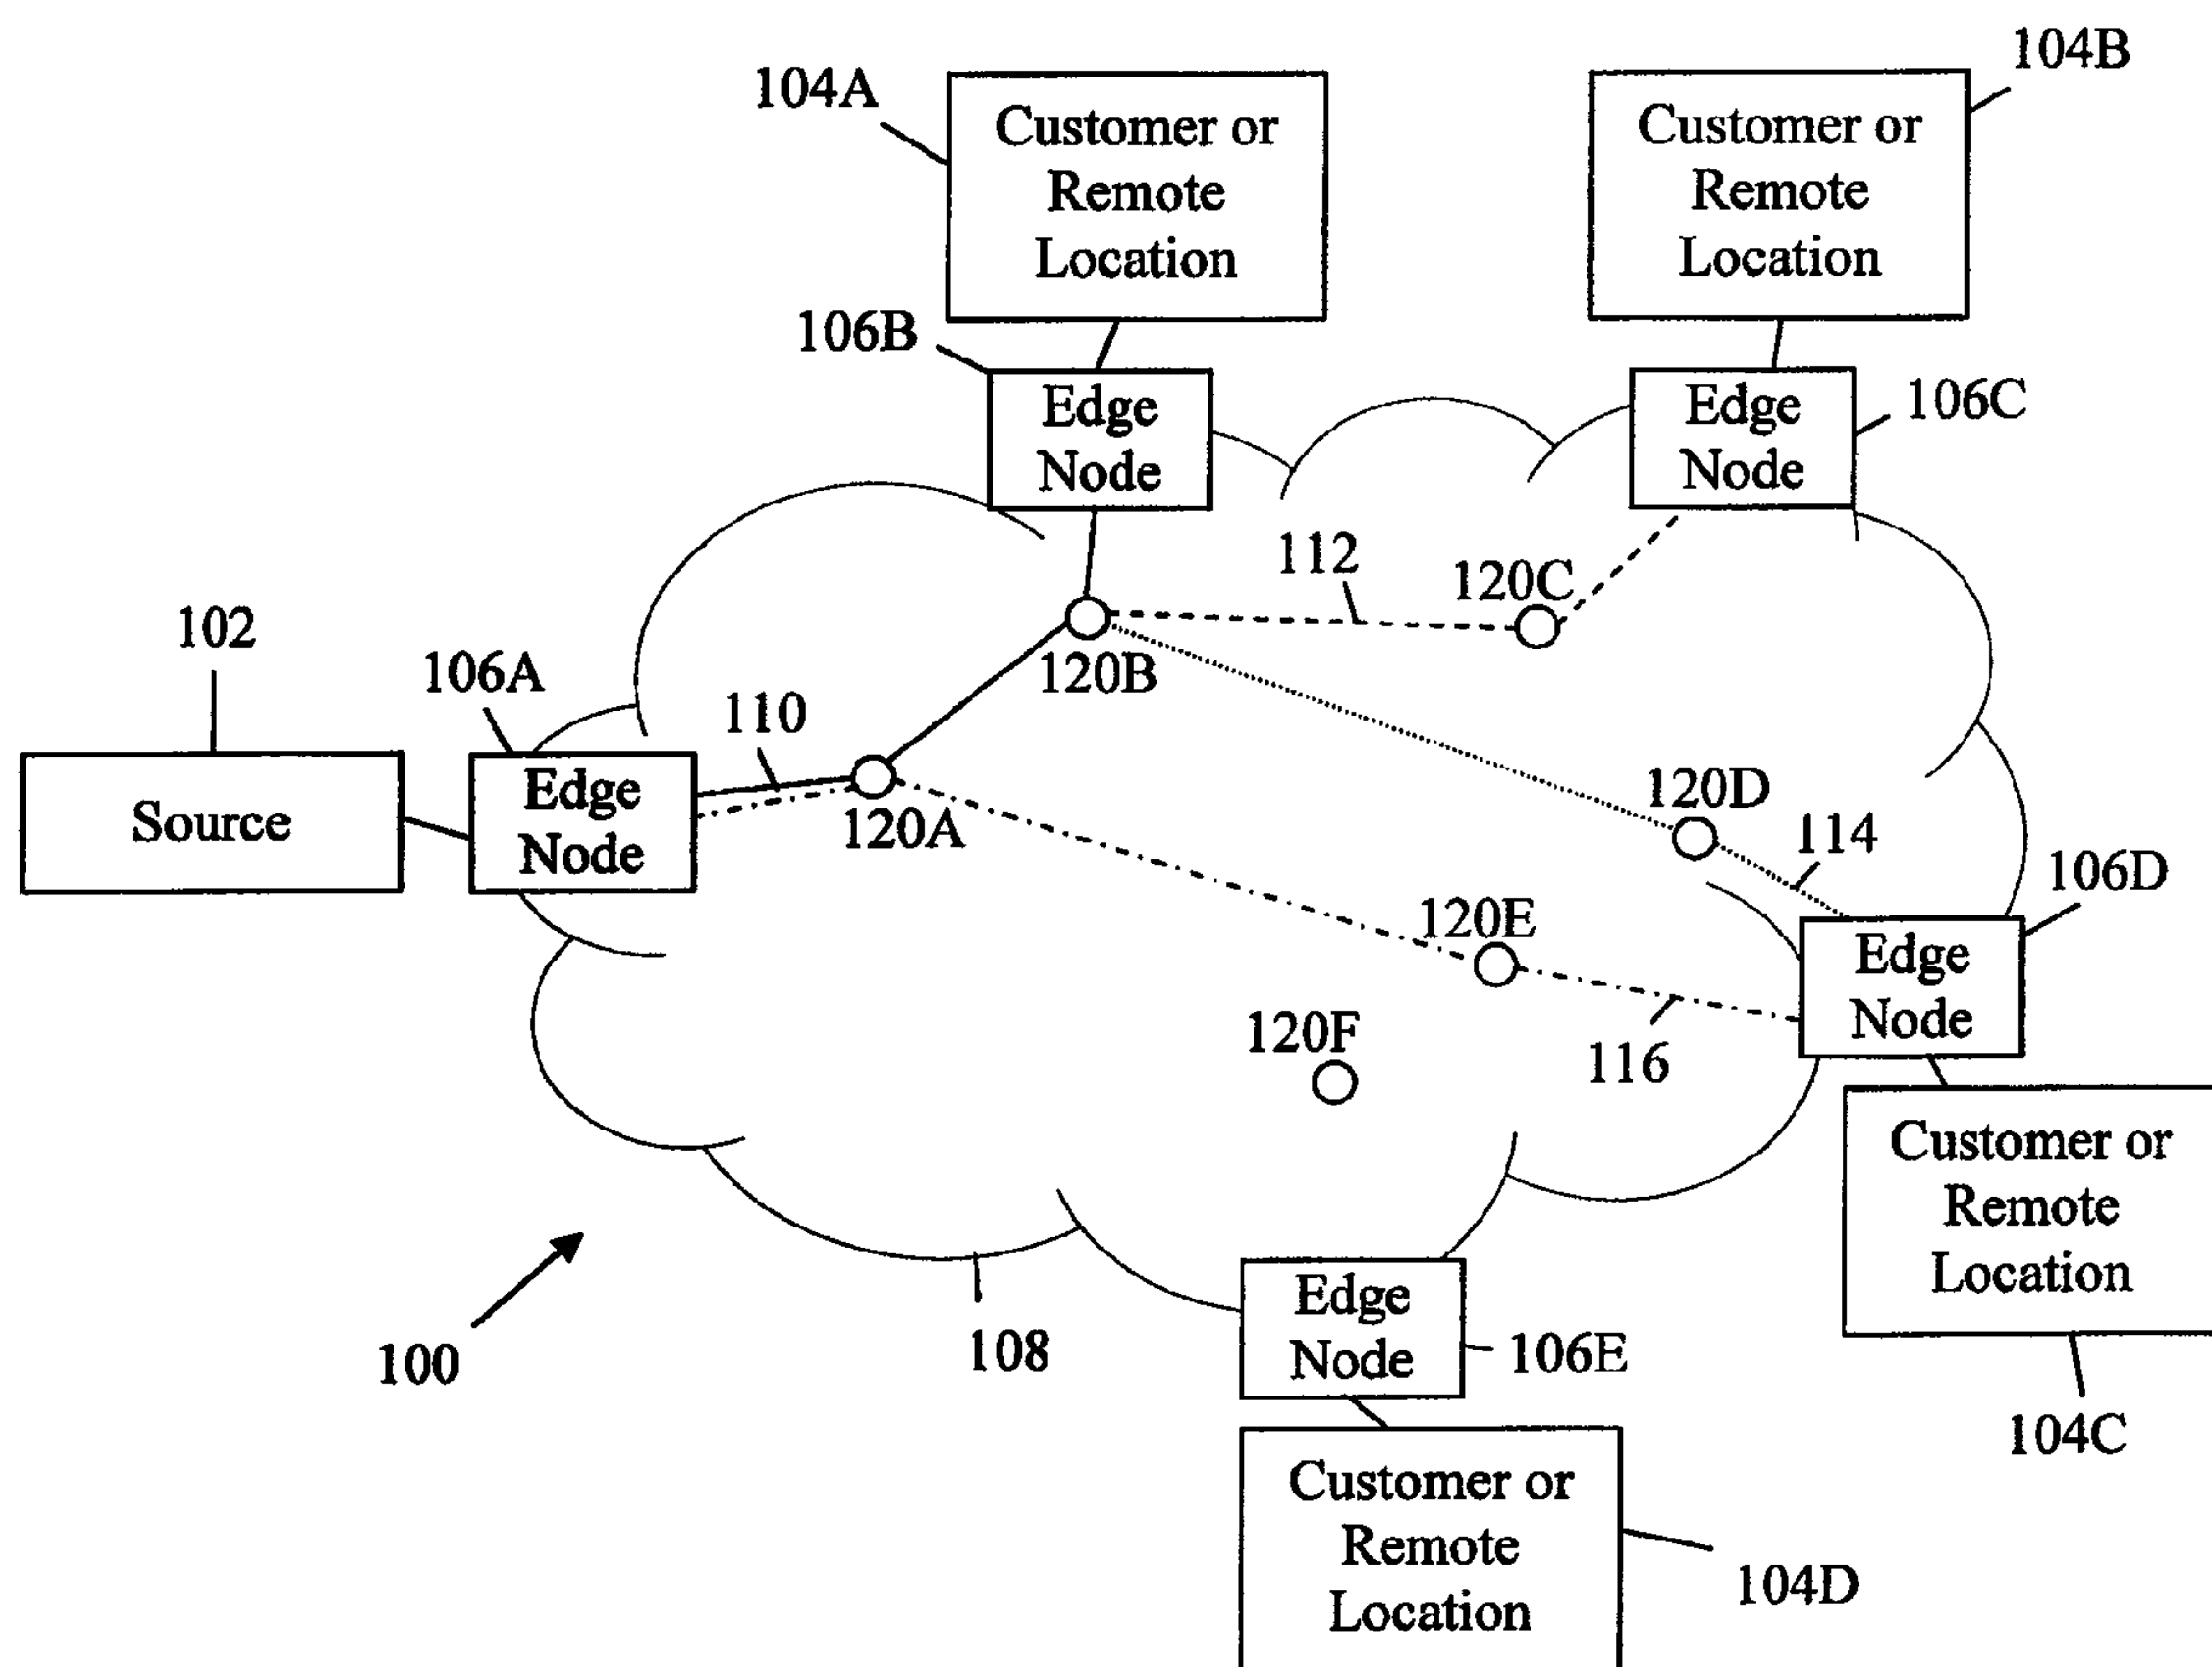 104B
104A
Customer or
Remote
Location
Customer or
Remote
Location
106B
Edge
Node
Edge
Node
106C
112
120C
102
106A
110
120B
Source
Edge
Node
120A
120D
114
106D
120E
Edge
Node
120F
116
Customer or
Remote
Location
100
108
Edge
Node
106E
104C
Customer or
Remote
Location
104D